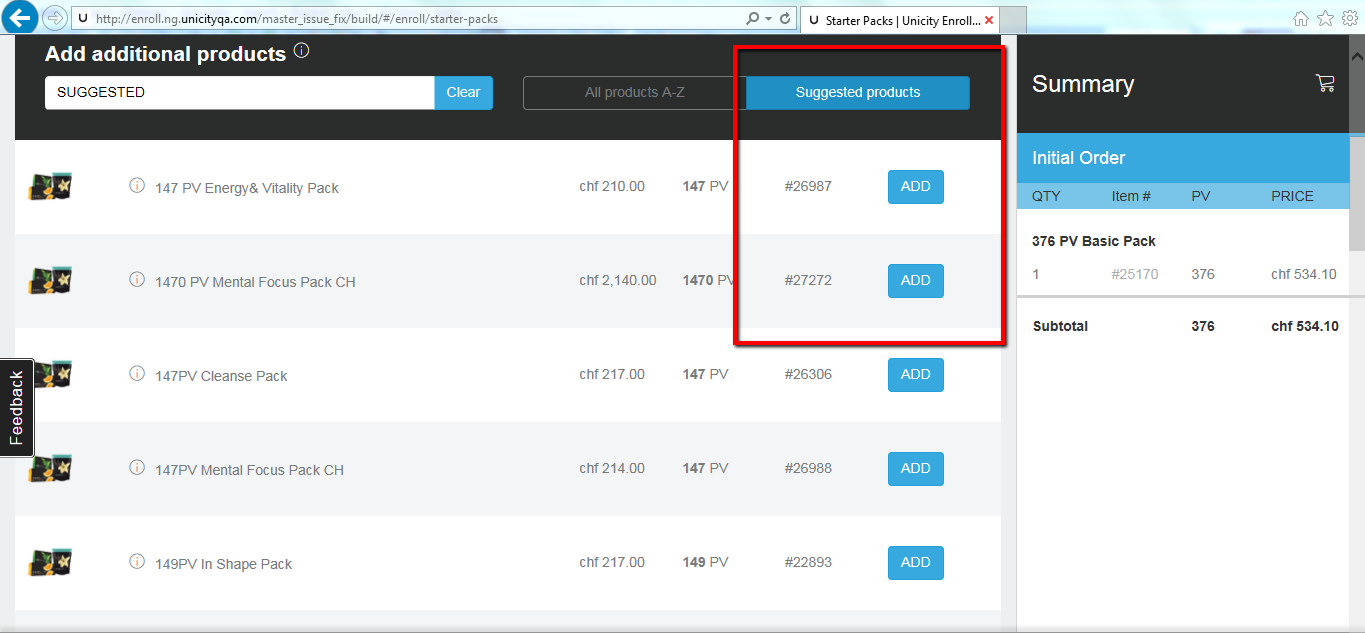 U http://enroll.ng.unicityqa.com/master_issue_fix/build/#/enroll/starter-packs
U Starter Packs | Unicity Enroll...
Add additional products
SUGGESTED Clear All products A-Z Suggested products
147 PV Energy& Vitality Pack chf 210.00 147 PV #26987 ADD
1470 PV Mental Focus Pack CH chf 2,140.00 1470 PV #27272 ADD
147PV Cleanse Pack chf 217.00 147 PV #26306 ADD
147PV Mental Focus Pack CH chf 214.00 147 PV #26988 ADD
149PV In Shape Pack chf 217.00 149 PV #22893 ADD
Feedback
Summary
Initial Order
QTY Item # PV PRICE
376 PV Basic Pack
1 #25170 376 chf 534.10
Subtotal 376 chf 534.10